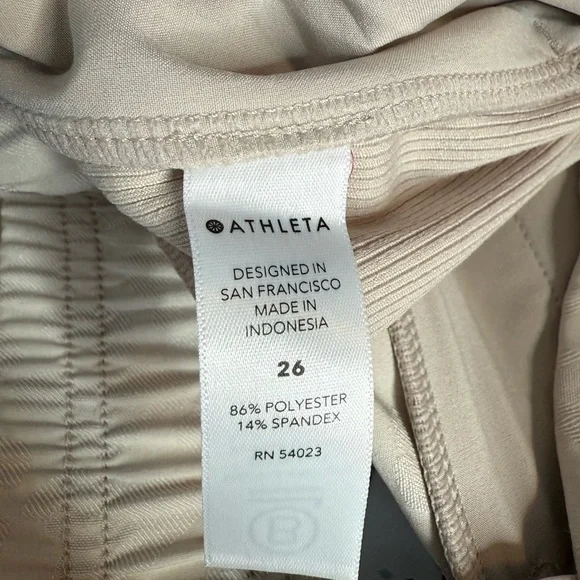 ATHLETA
DESIGNED IN
SAN FRANCISCO
MADE IN
INDONESIA
26
86% POLYESTER
14% SPANDEX
RN 54023
B